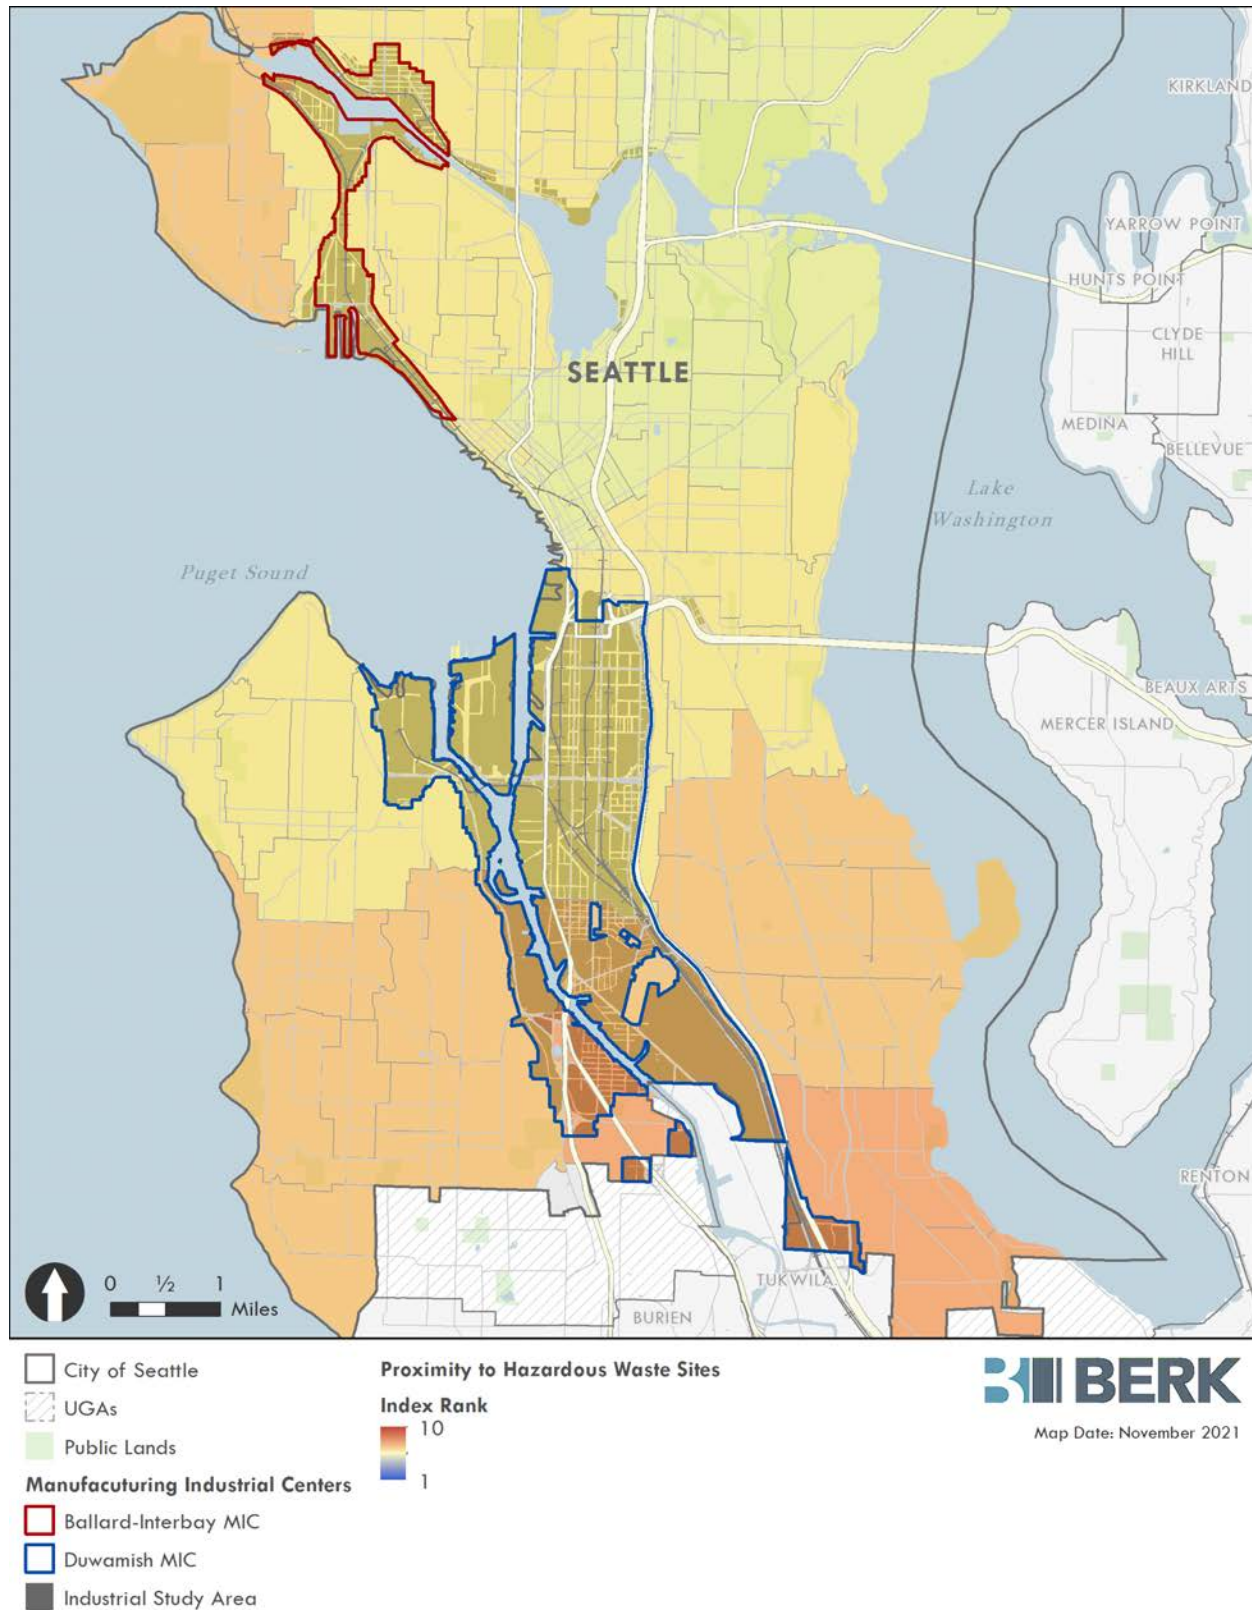 KIRKLAND
YARROW POINT
HUNTS POINT
CLYDE
HILL
SEATTLE
MEDINA
BELLEVUE
Lake
Washington
Puget Sound
BEAUX ARTS
MERCER ISLAND
RENTON
0 ½ 1
Miles
TUKWILA
BURIEN
City of Seattle
UGAs
Public Lands
Manufacuturing Industrial Centers
Ballard-Interbay MIC
Duwamish MIC
Industrial Study Area
Proximity to Hazardous Waste Sites
Index Rank
10
1
BERK
Map Date: November 2021